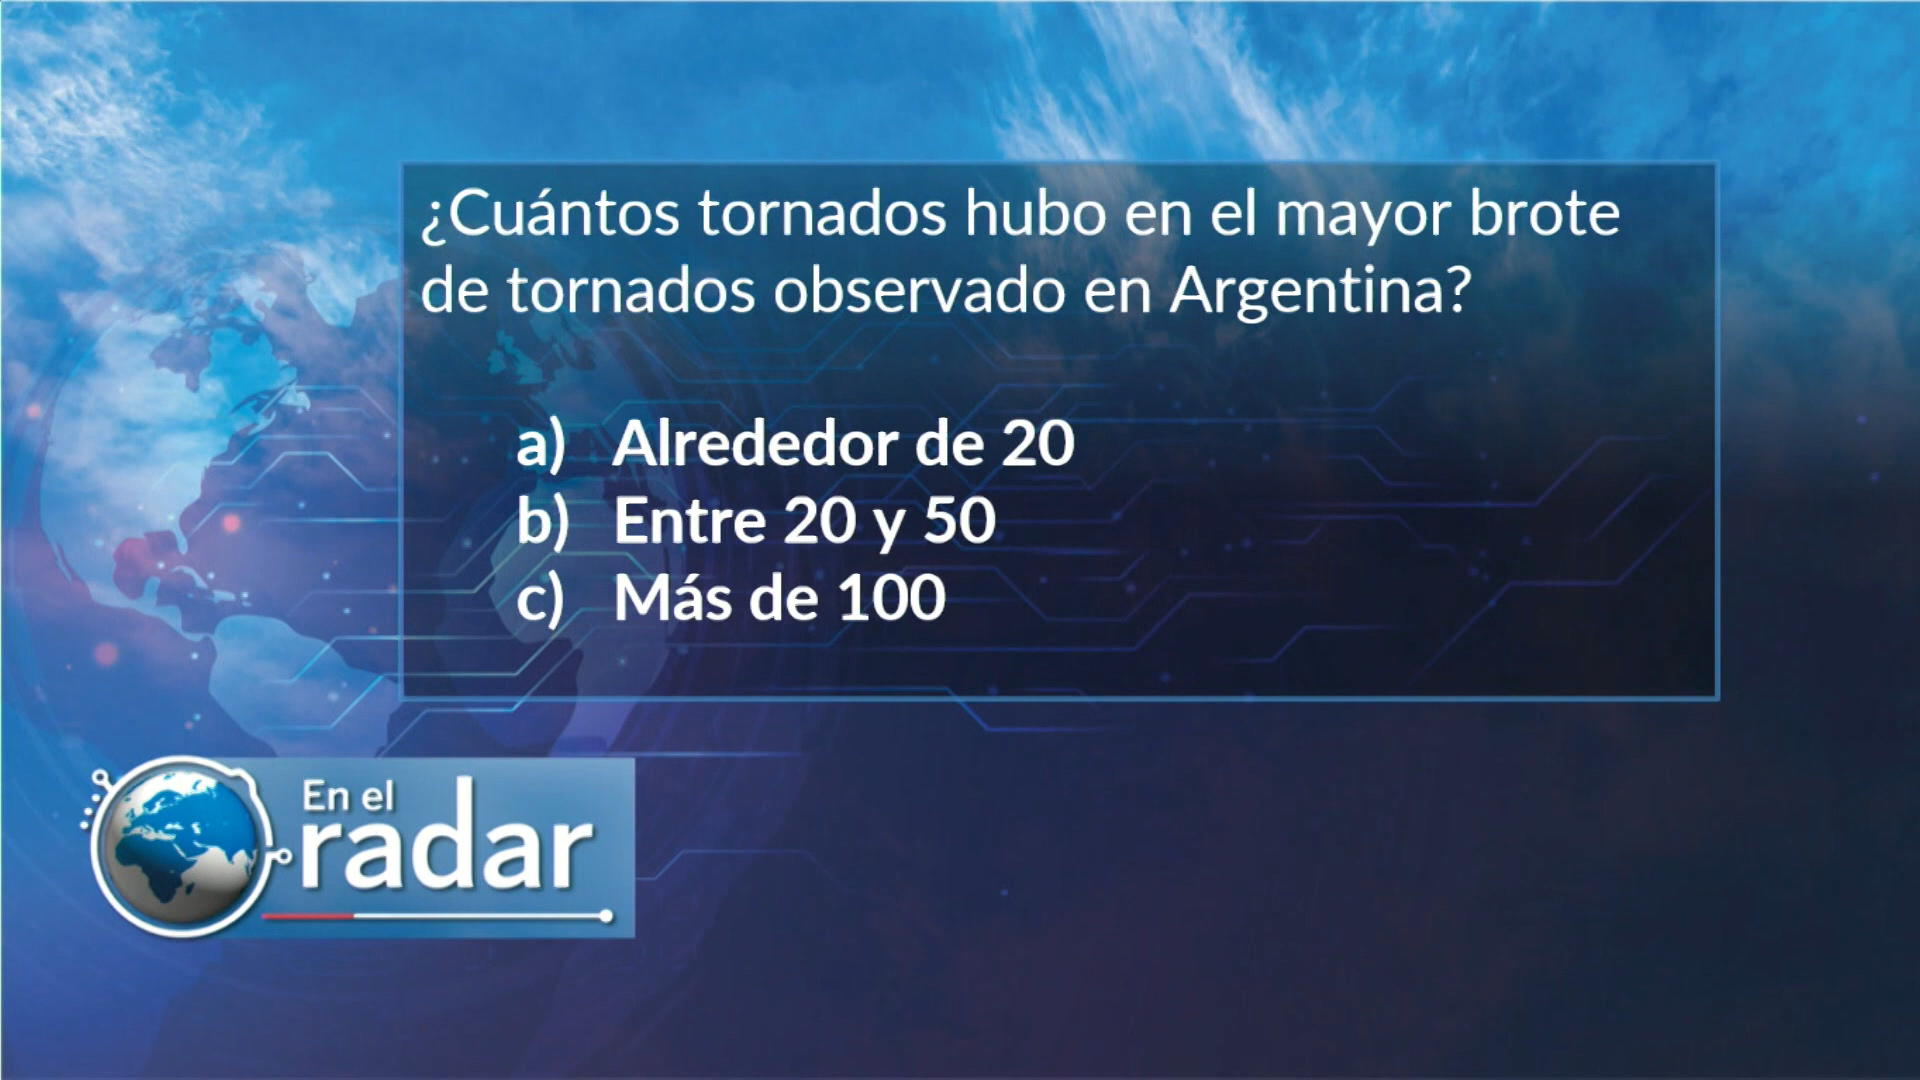 ¿Cuántos tornados hubo en el mayor brote
de tornados observado en Argentina?
a) Alrededor de 20
b) Entre 20 y 50
c) Más de 100
En el
radar